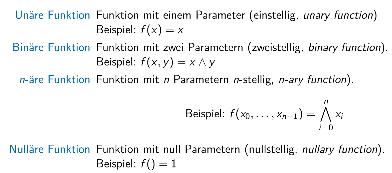 Unäre Funktion Funktion mit einem Parameter (einstellig, unary function)
Beispiel: f(x) = x
Binäre Funktion Funktion mit zwei Parametern (zweistellig, binary function).
Beispiel: f(x, y) = x ∧ y
n-äre Funktion Funktion mit n Parametern n-stellig, n-ary function).
Beispiel: f(x₀, . . . , xₙ₋₁) = ⋀ⁿᵢ₌₀ xᵢ
Nulläre Funktion Funktion mit null Parametern (nullstellig, nullary function).
Beispiel: f() = 1